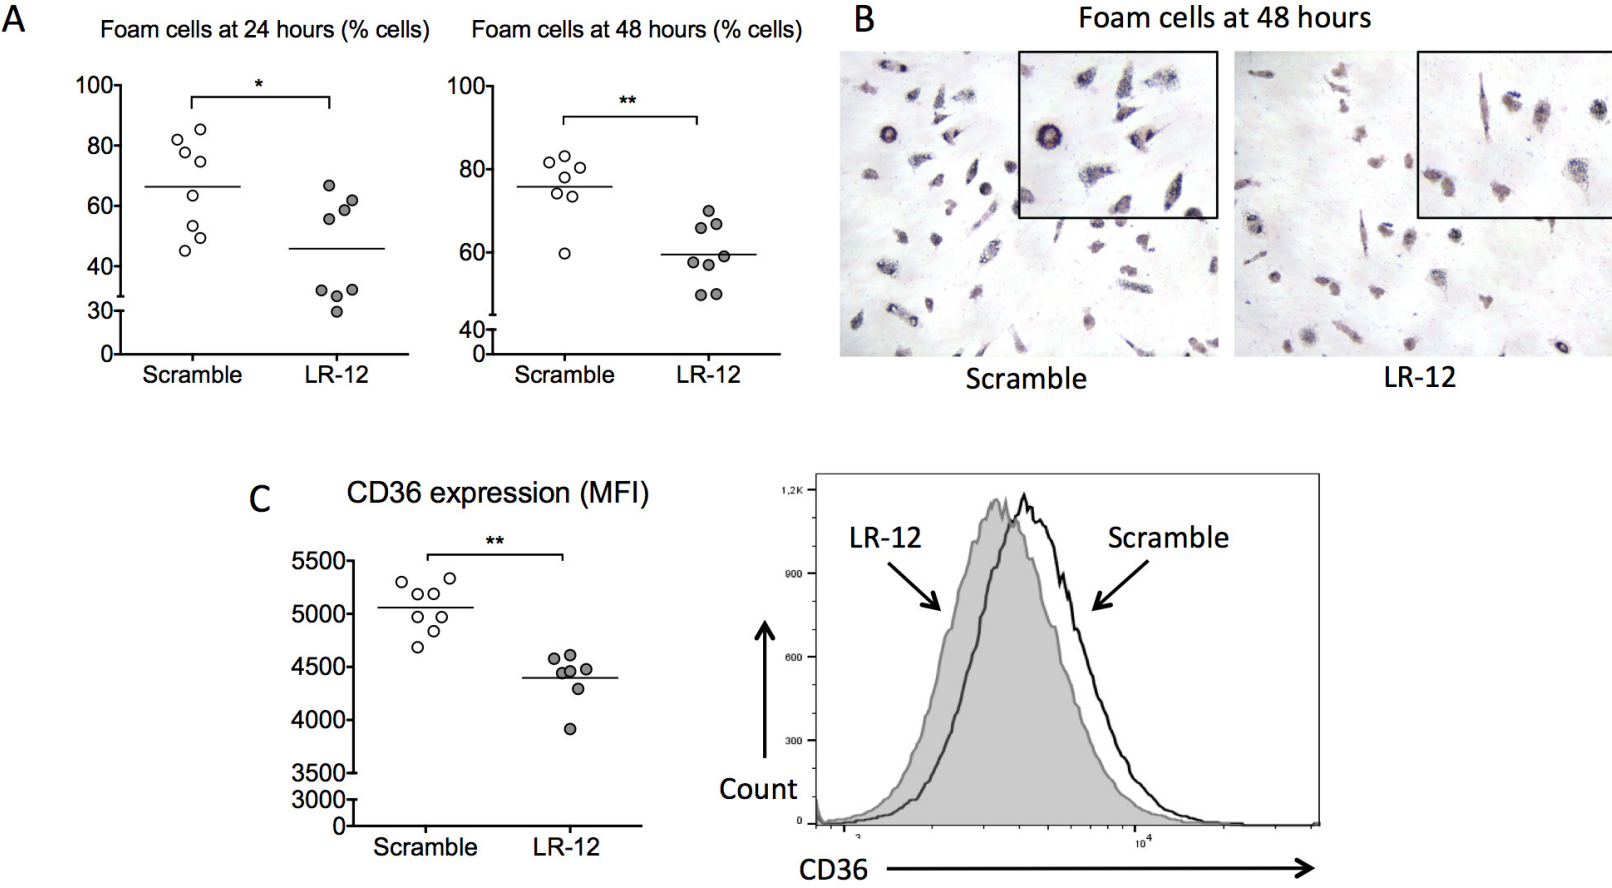 A
Foam cells at 24 hours (% cells)
100
80
60
40
30
0
*
Scramble
LR-12
Foam cells at 48 hours (% cells)
100
80
60
40
0
**
Scramble
LR-12
B
Foam cells at 48 hours
Scramble
LR-12
C
CD36 expression (MFI)
5500
5000
4500
4000
3500
3000
0
**
Scramble
LR-12
1,2K
900
600
300
0
LR-12
Scramble
Count
3
10^4
CD36